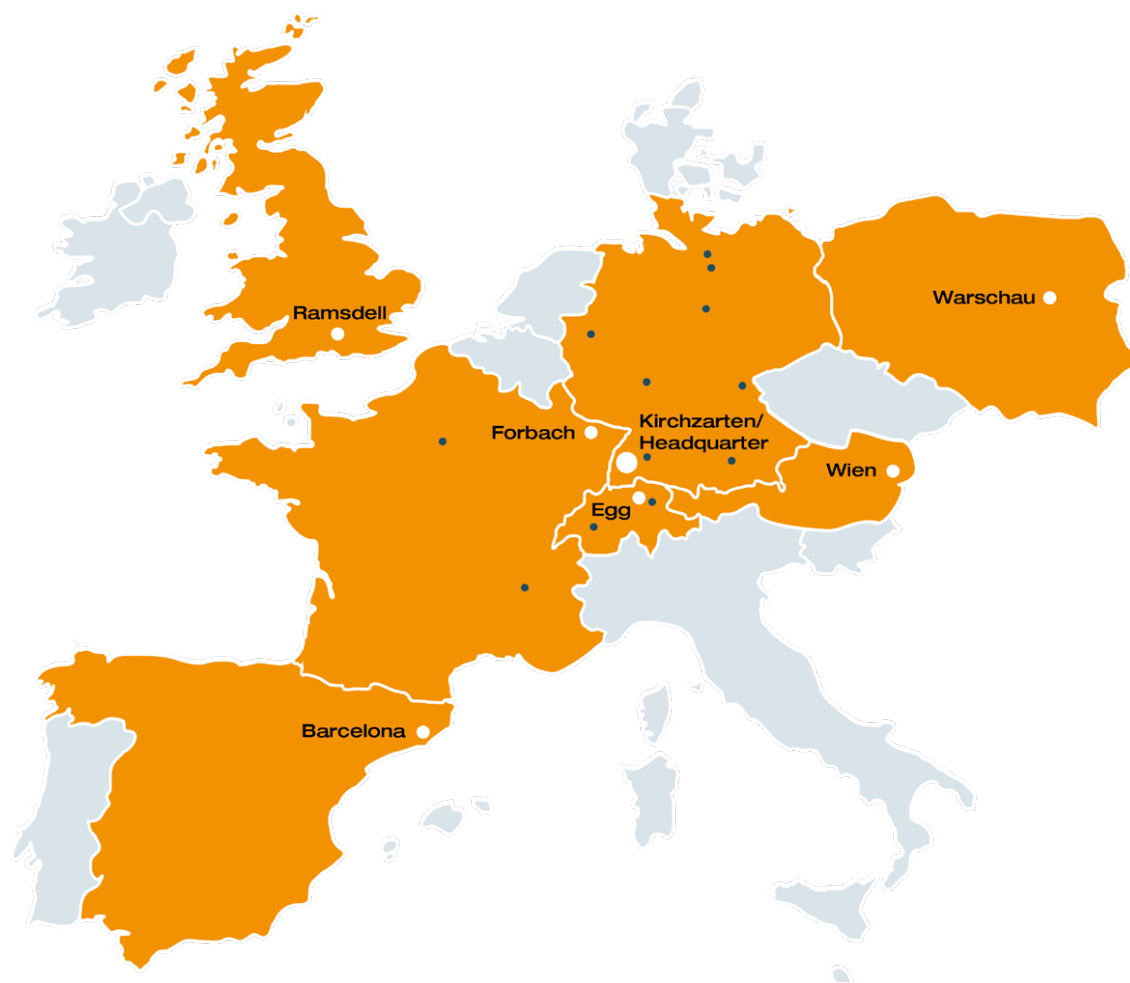 Ramsdell
Warschau
Kirchzarten/
Headquarter
Forbach
Wien
Egg
Barcelona